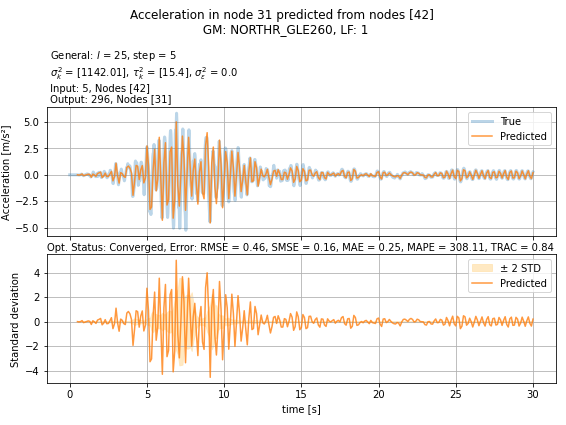 Acceleration in node 31 predicted from nodes [42]
GM: NORTHR_GLE260, LF: 1
General: l = 25, step = 5
σ²ₖ = [1142.01], τ²ₖ = [15.4], σ²ε = 0.0
Input: 5, Nodes [42]
Output: 296, Nodes [31]
Acceleration [m/s²]
5.0
2.5
0.0
−2.5
−5.0
True
Predicted
Opt. Status: Converged, Error: RMSE = 0.46, SMSE = 0.16, MAE = 0.25, MAPE = 308.11, TRAC = 0.84
Standard deviation
4
2
0
−2
−4
± 2 STD
Predicted
0 5 10 15 20 25 30
time [s]